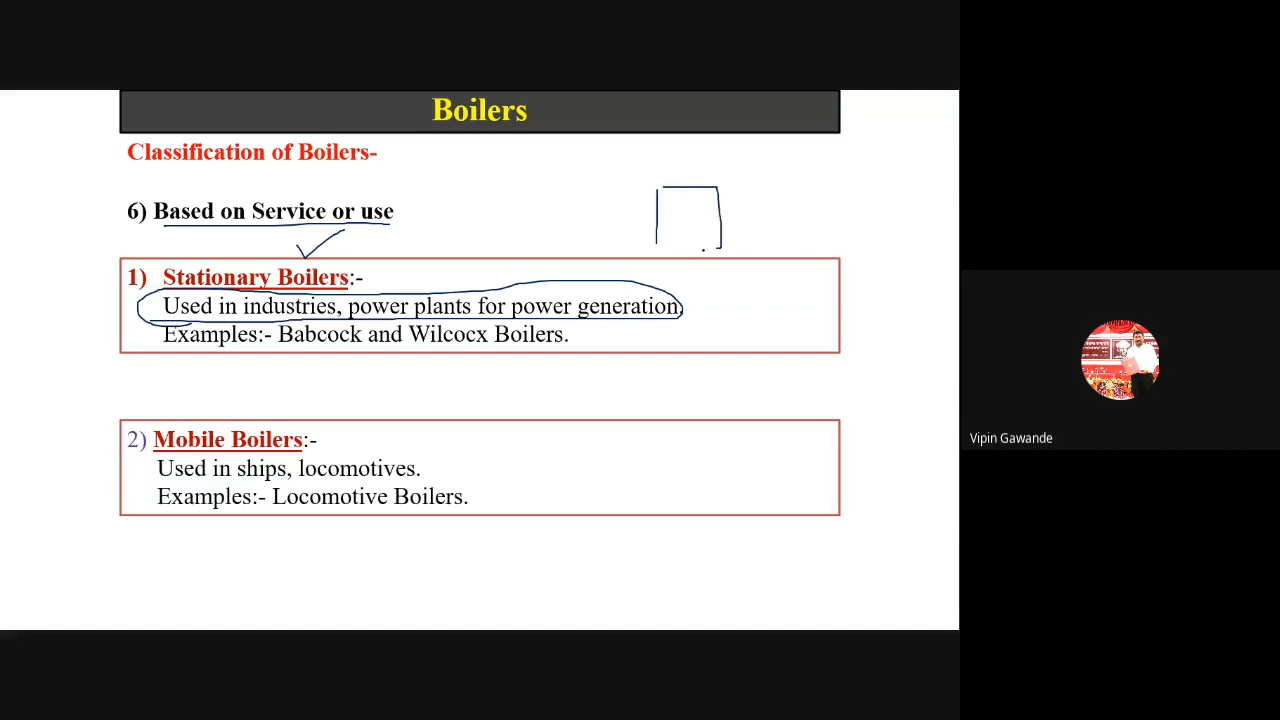 Boilers
Classification of Boilers-
6) Based on Service or use
1) Stationary Boilers:-
Used in industries, power plants for power generation.
Examples:- Babcock and Wilcocx Boilers.
2) Mobile Boilers:-
Used in ships, locomotives.
Examples:- Locomotive Boilers.
Vipin Gawande